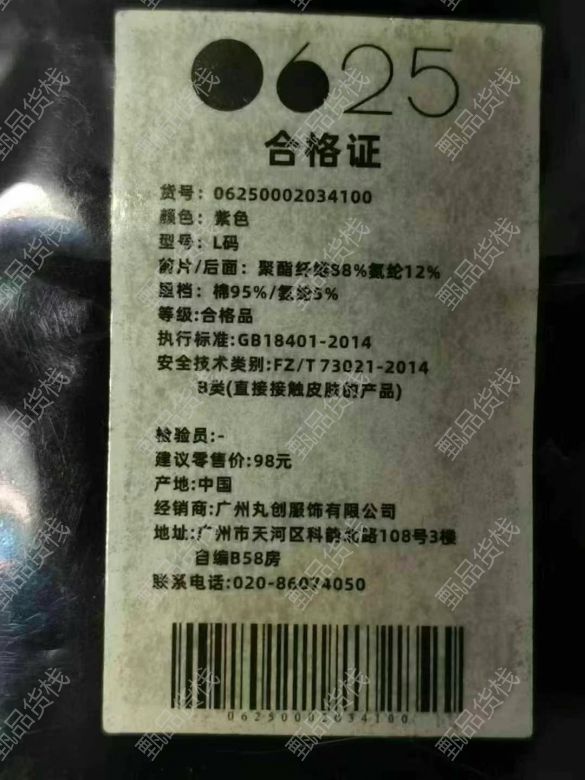 0625
合格证
货号：06250002034100
颜色：紫色
型号：L码
前片/后面：聚酯纤维88%氨纶12%
底档：棉95%/氨纶5%
等级:合格品
执行标准:GB18401-2014
安全技术类别:FZ/T 73021-2014
B类(直接接触皮肤的产品)
检验员:-
建议零售价:98元
产地:中国
经销商:广州丸创服饰有限公司
地址:广州市天河区科韵北路108号3楼
自编B58房
联系电话:020-86074050
06250002034100
甄品货栈